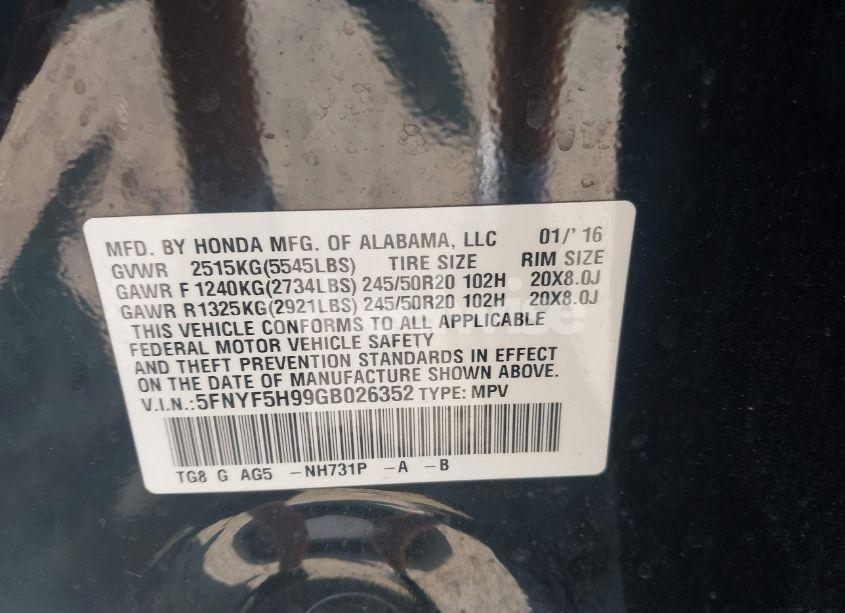 MFD. BY HONDA MFG. OF ALABAMA, LLC 01/'16
GVWR 2515KG(5545LBS) TIRE SIZE RIM SIZE
GAWR F 1240KG(2734LBS) 245/50R20 102H 20X8.0J
GAWR R1325KG(2921LBS) 245/50R20 102H 20X8.0J
THIS VEHICLE CONFORMS TO ALL APPLICABLE
FEDERAL MOTOR VEHICLE SAFETY
AND THEFT PREVENTION STANDARDS IN EFFECT
ON THE DATE OF MANUFACTURE SHOWN ABOVE.
V.I.N.:5FNYF5H99GB026352 TYPE: MPV
TG8 G AG5 -NH731P -A -B